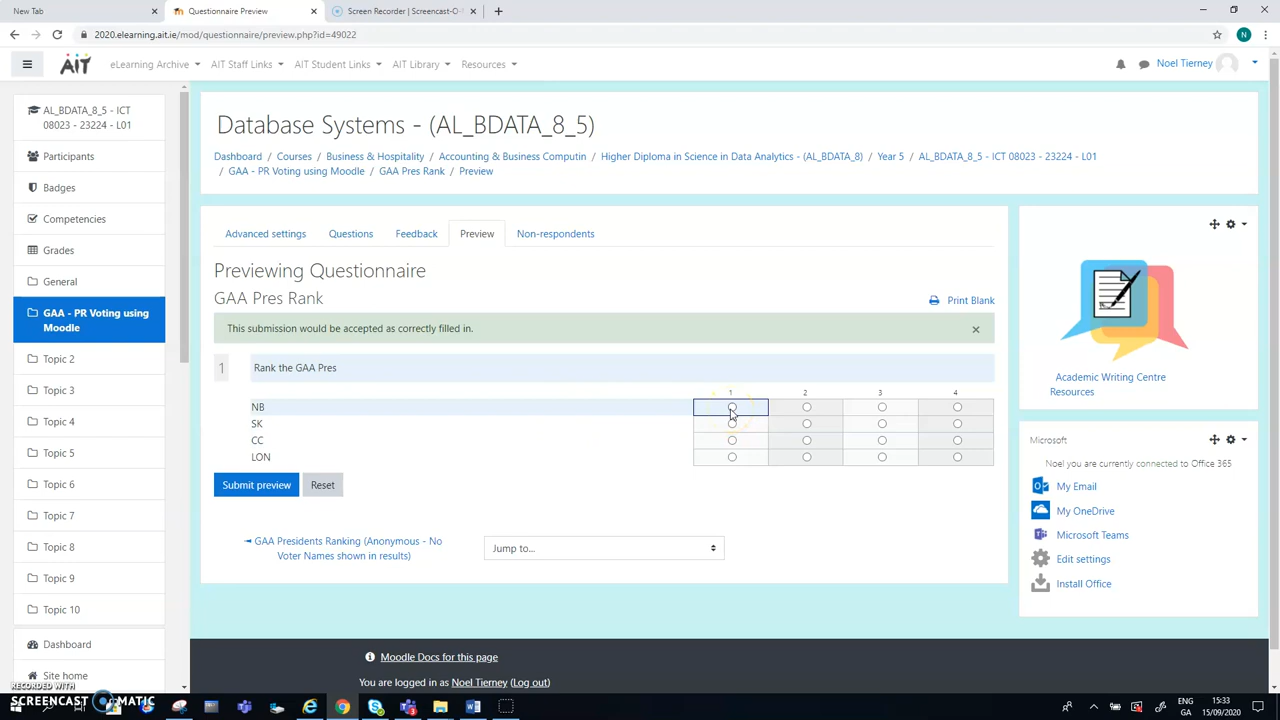 New Tab
Questionnaire Preview
Screen Recorder | Screencast-O-
2020.elearning.ait.ie/mod/questionnaire/preview.php?id=49022
N
AIT
eLearning Archive
AIT Staff Links
AIT Student Links
AIT Library
Resources
Noel Tierney
AL_BDATA_8_5 - ICT
08023 - 23224 - L01
Participants
Badges
Competencies
Grades
General
GAA - PR Voting using
Moodle
Topic 2
Topic 3
Topic 4
Topic 5
Topic 6
Topic 7
Topic 8
Topic 9
Topic 10
Dashboard
Site home
Database Systems - (AL_BDATA_8_5)
Dashboard / Courses / Business & Hospitality / Accounting & Business Computin / Higher Diploma in Science in Data Analytics - (AL_BDATA_8) / Year 5 / AL_BDATA_8_5 - ICT 08023 - 23224 - L01
/ GAA - PR Voting using Moodle / GAA Pres Rank / Preview
Advanced settings
Questions
Feedback
Preview
Non-respondents
Previewing Questionnaire
GAA Pres Rank
Print Blank
This submission would be accepted as correctly filled in.
×
1
Rank the GAA Pres
1 2 3 4
NB
SK
CC
LON
Submit preview
Reset
◄ GAA Presidents Ranking (Anonymous - No
Voter Names shown in results)
Jump to...
Academic Writing Centre
Resources
Microsoft
Noel you are currently connected to Office 365
My Email
My OneDrive
Microsoft Teams
Edit settings
Install Office
Moodle Docs for this page
You are logged in as Noel Tierney (Log out)
RECORDED WITH
SCREENCAST MATIC
ENG
GA
15:33
15/09/2020